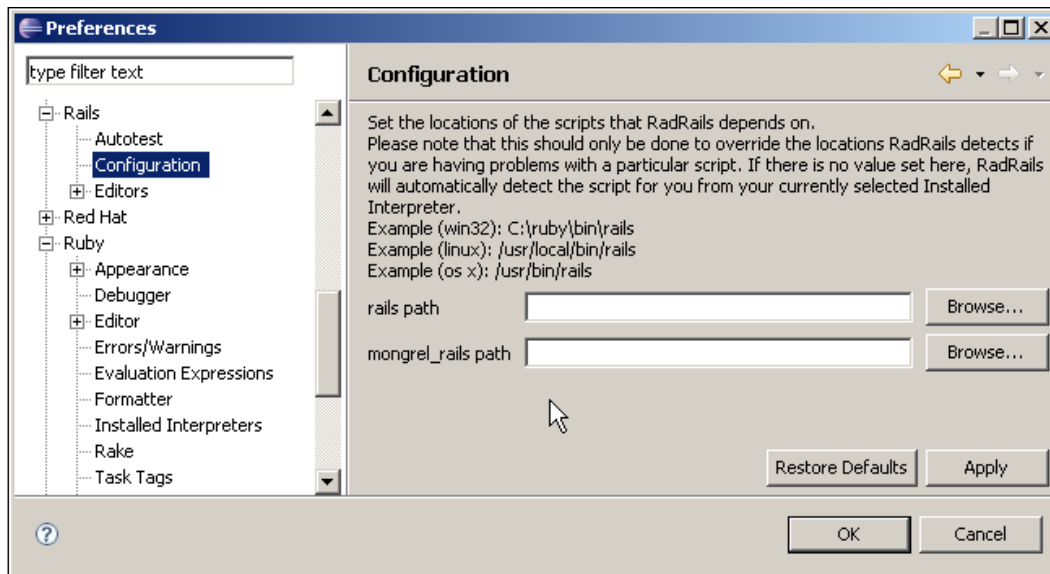 Preferences
type filter text
Rails
Autotest
Configuration
Editors
Red Hat
Ruby
Appearance
Debugger
Editor
Errors/Warnings
Evaluation Expressions
Formatter
Installed Interpreters
Rake
Task Tags
Configuration
Set the locations of the scripts that RadRails depends on.
Please note that this should only be done to override the locations RadRails detects if
you are having problems with a particular script. If there is no value set here, RadRails
will automatically detect the script for you from your currently selected Installed
Interpreter.
Example (win32): C:\ruby\bin\rails
Example (linux): /usr/local/bin/rails
Example (os x): /usr/bin/rails
rails path
Browse...
mongrel_rails path
Browse...
Restore Defaults
Apply
?
OK
Cancel